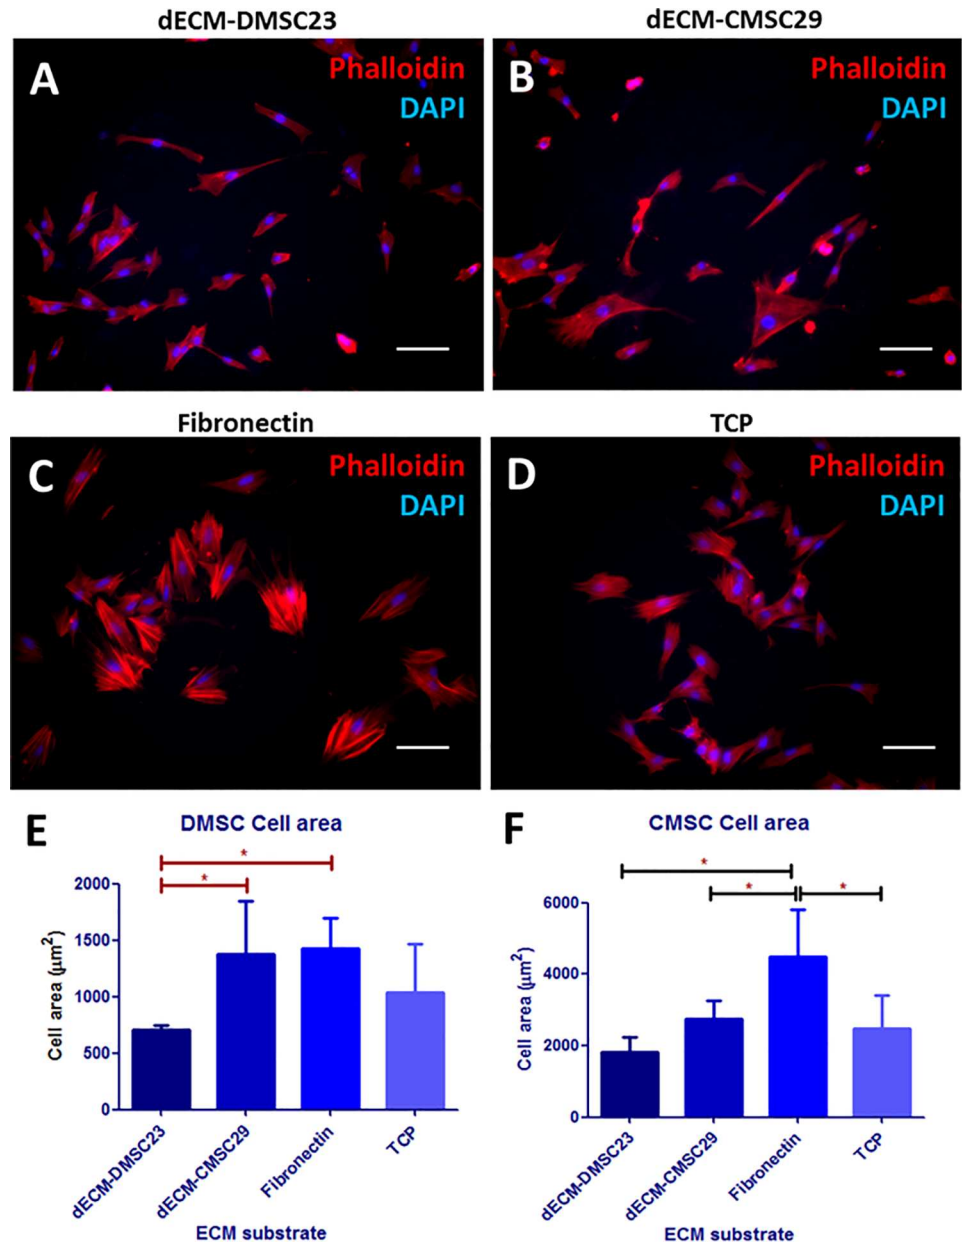 dECM-DMSC23
dECM-CMSC29
A
Phalloidin
DAPI
B
Phalloidin
DAPI
Fibronectin
TCP
C
Phalloidin
DAPI
D
Phalloidin
DAPI
E
DMSC Cell area
*
*
2000
1500
1000
500
0
Cell area (µm²)
dECM-DMSC23
dECM-CMSC29
Fibronectin
TCP
ECM substrate
F
CMSC Cell area
*
*
*
6000
4000
2000
0
Cell area (µm²)
dECM-DMSC23
dECM-CMSC29
Fibronectin
TCP
ECM substrate